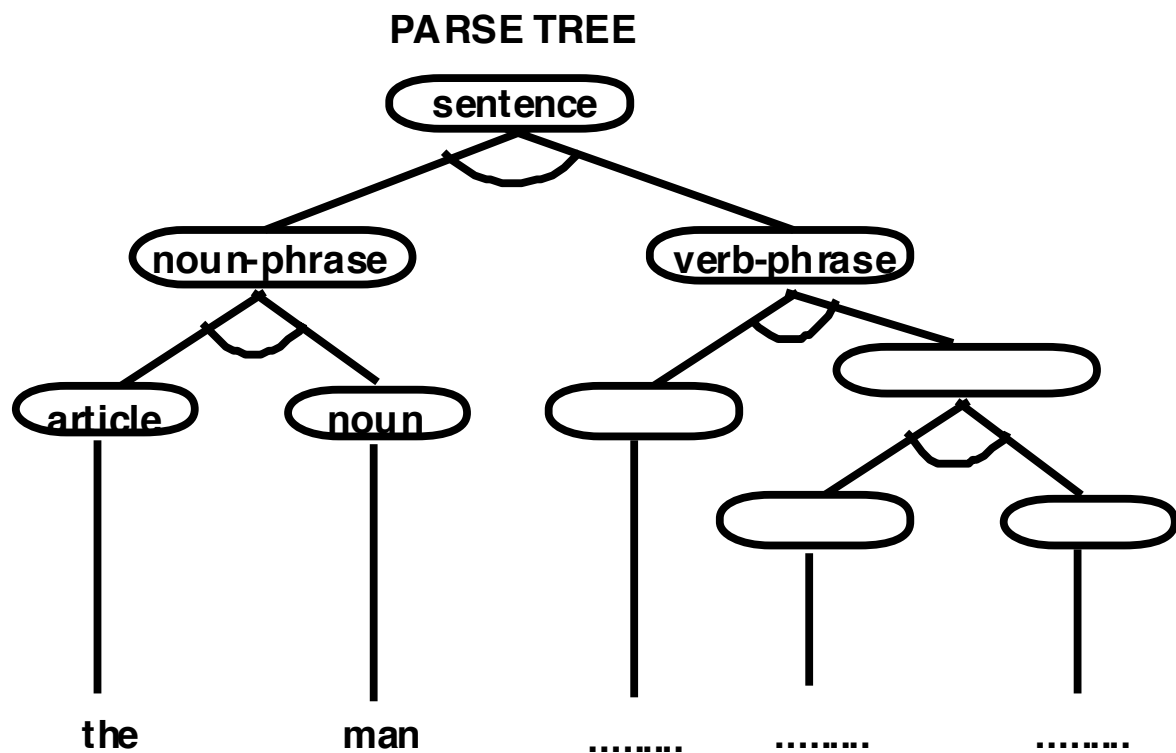 PARSE TREE
sentence
noun-phrase verb-phrase
article noun
the man ......... ......... .........